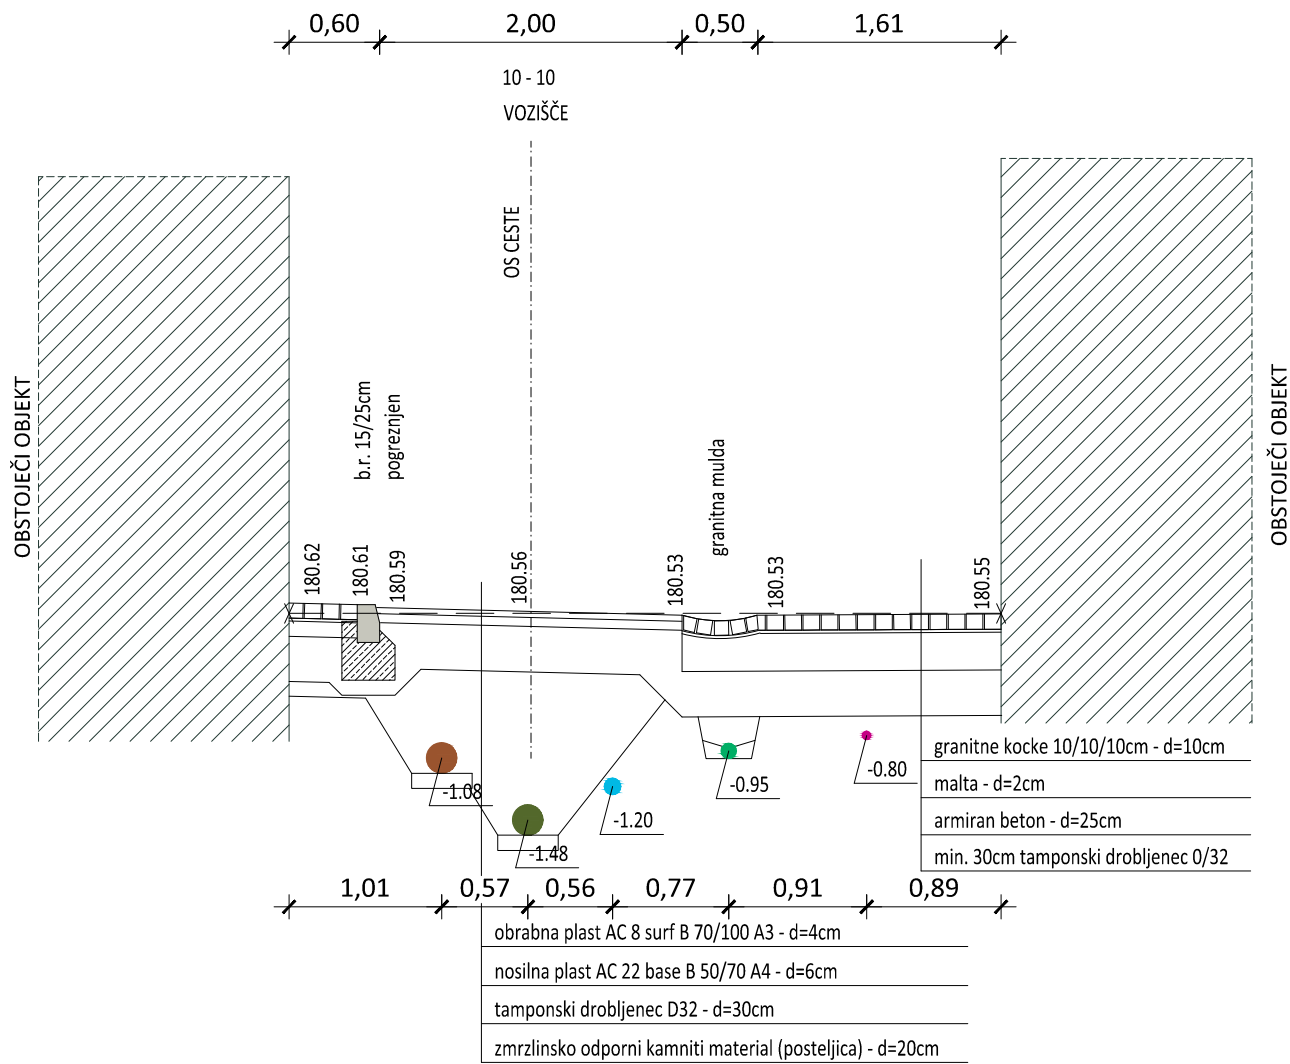 0,60
2,00
0,50
1,61
10 - 10
VOZIŠČE
OS CESTE
OBSTOJEČI OBJEKT
OBSTOJEČI OBJEKT
b.r. 15/25cm
pogreznjen
granitna mulda
180.62
180.61
180.59
180.56
180.53
180.53
180.55
-1.08
-1.48
-1.20
-0.95
-0.80
granitne kocke 10/10/10cm - d=10cm
malta - d=2cm
armiran beton - d=25cm
min. 30cm tamponski drobljenec 0/32
1,01
0,57
0,56
0,77
0,91
0,89
obrabna plast AC 8 surf B 70/100 A3 - d=4cm
nosilna plast AC 22 base B 50/70 A4 - d=6cm
tamponski drobljenec D32 - d=30cm
zmrzlinsko odporni kamniti material (posteljica) - d=20cm